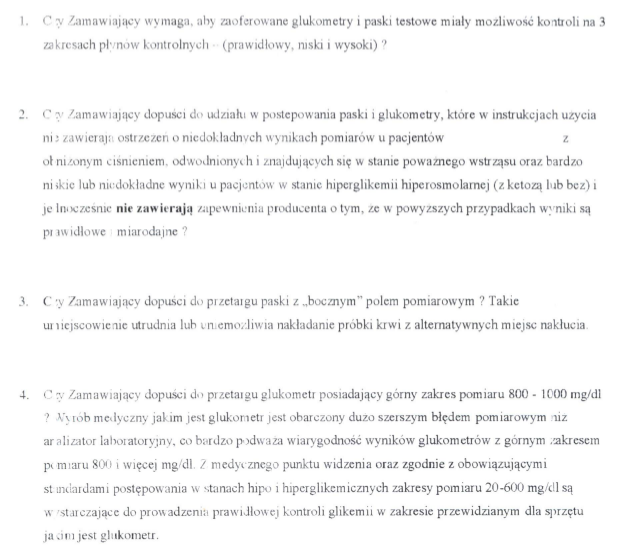 1. Czy Zamawiający wymaga, aby zaoferowane glukometry i paski testowe miały możliwość kontroli na 3
zakresach płynów kontrolnych – (prawidłowy, niski i wysoki) ?
2. Czy Zamawiający dopuści do udziału w postepowania paski i glukometry, które w instrukcjach użycia
nie zawierają ostrzeżeń o niedokładnych wynikach pomiarów u pacjentów z
obniżonym ciśnieniem, odwodnionych i znajdujących się w stanie poważnego wstrząsu oraz bardzo
niskie lub niedokładne wyniki u pacjentów w stanie hiperglikemii hiperosmolarnej (z ketozą lub bez) i
jednocześnie nie zawierają zapewnienia producenta o tym, że w powyższych przypadkach wyniki są
prawidłowe i miarodajne ?
3. Czy Zamawiający dopuści do przetargu paski z „bocznym” polem pomiarowym ? Takie
umiejscowienie utrudnia lub uniemożliwia nakładanie próbki krwi z alternatywnych miejsc nakłucia.
4. Czy Zamawiający dopuści do przetargu glukometr posiadający górny zakres pomiaru 800 - 1000 mg/dl
? Wyrób medyczny jakim jest glukometr jest obarczony dużo szerszym błędem pomiarowym niż
analizator laboratoryjny, co bardzo podważa wiarygodność wyników glukometrów z górnym zakresem
pomiaru 800 i więcej mg/dl. Z medycznego punktu widzenia oraz zgodnie z obowiązującymi
standardami postępowania w stanach hipo i hiperglikemicznych zakresy pomiaru 20-600 mg/dl są
wystarczające do prowadzenia prawidłowej kontroli glikemii w zakresie przewidzianym dla sprzętu
jakim jest glukometr.